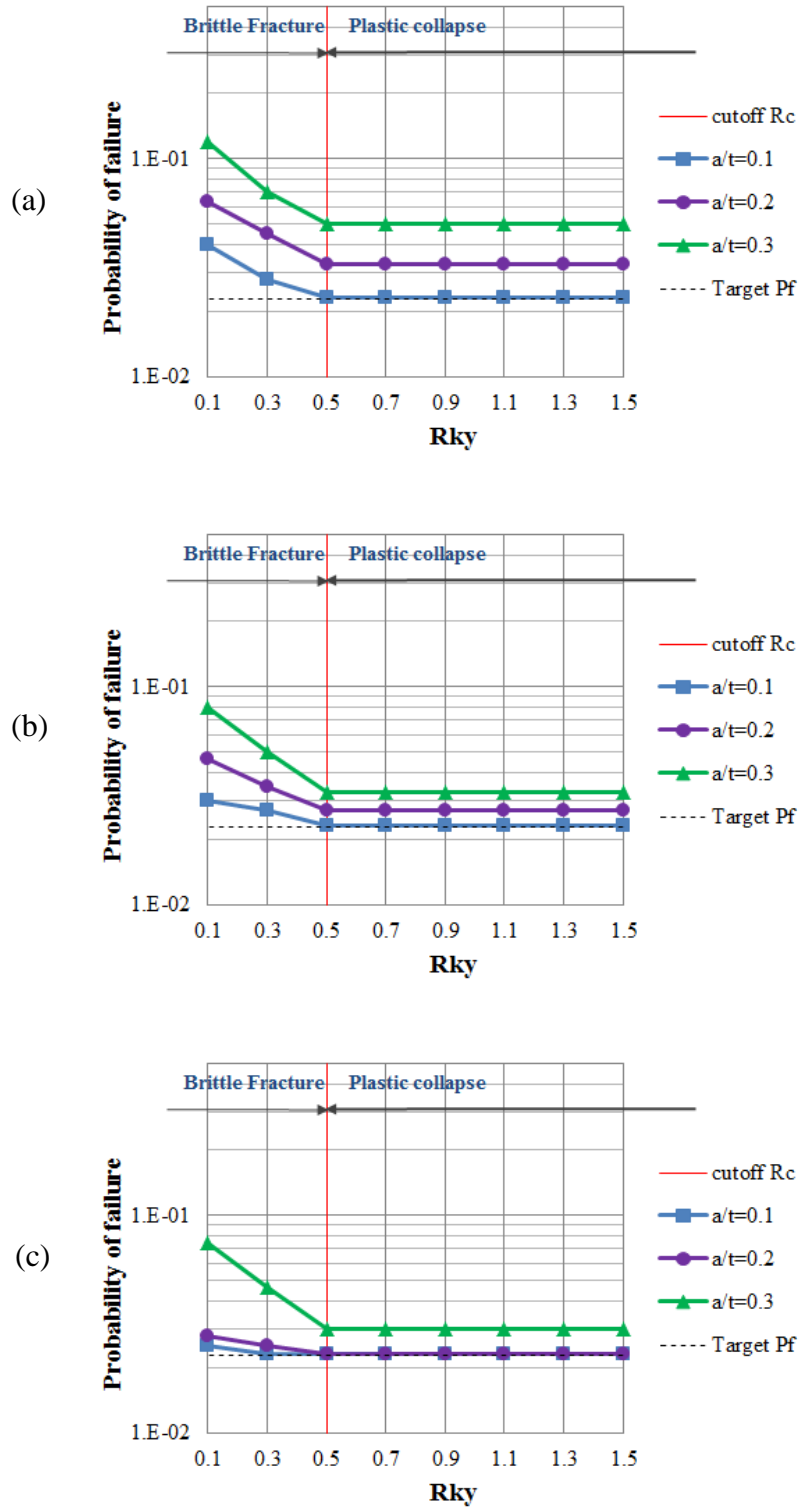 (a)
Brittle Fracture Plastic collapse
Probability of failure
1.E-01
1.E-02
0.1 0.3 0.5 0.7 0.9 1.1 1.3 1.5
Rky
cutoff Rc
a/t=0.1
a/t=0.2
a/t=0.3
Target Pf
(b)
Brittle Fracture Plastic collapse
Probability of failure
1.E-01
1.E-02
0.1 0.3 0.5 0.7 0.9 1.1 1.3 1.5
Rky
cutoff Rc
a/t=0.1
a/t=0.2
a/t=0.3
Target Pf
(c)
Brittle Fracture Plastic collapse
Probability of failure
1.E-01
1.E-02
0.1 0.3 0.5 0.7 0.9 1.1 1.3 1.5
Rky
cutoff Rc
a/t=0.1
a/t=0.2
a/t=0.3
Target Pf